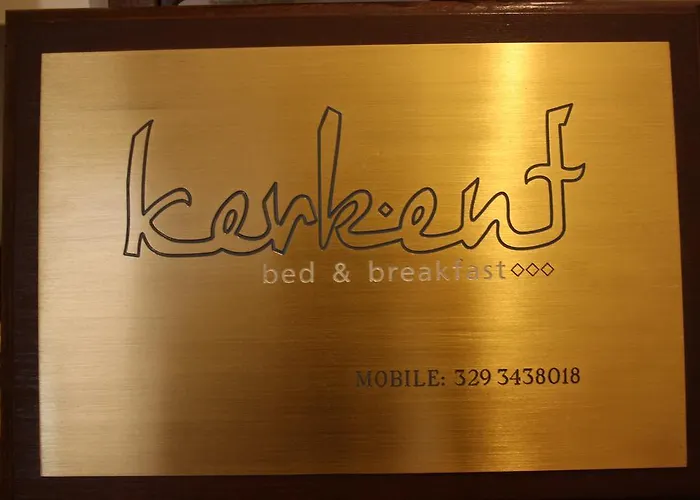 kerkent
bed & breakfast◇◇◇
MOBILE: 329 3438018